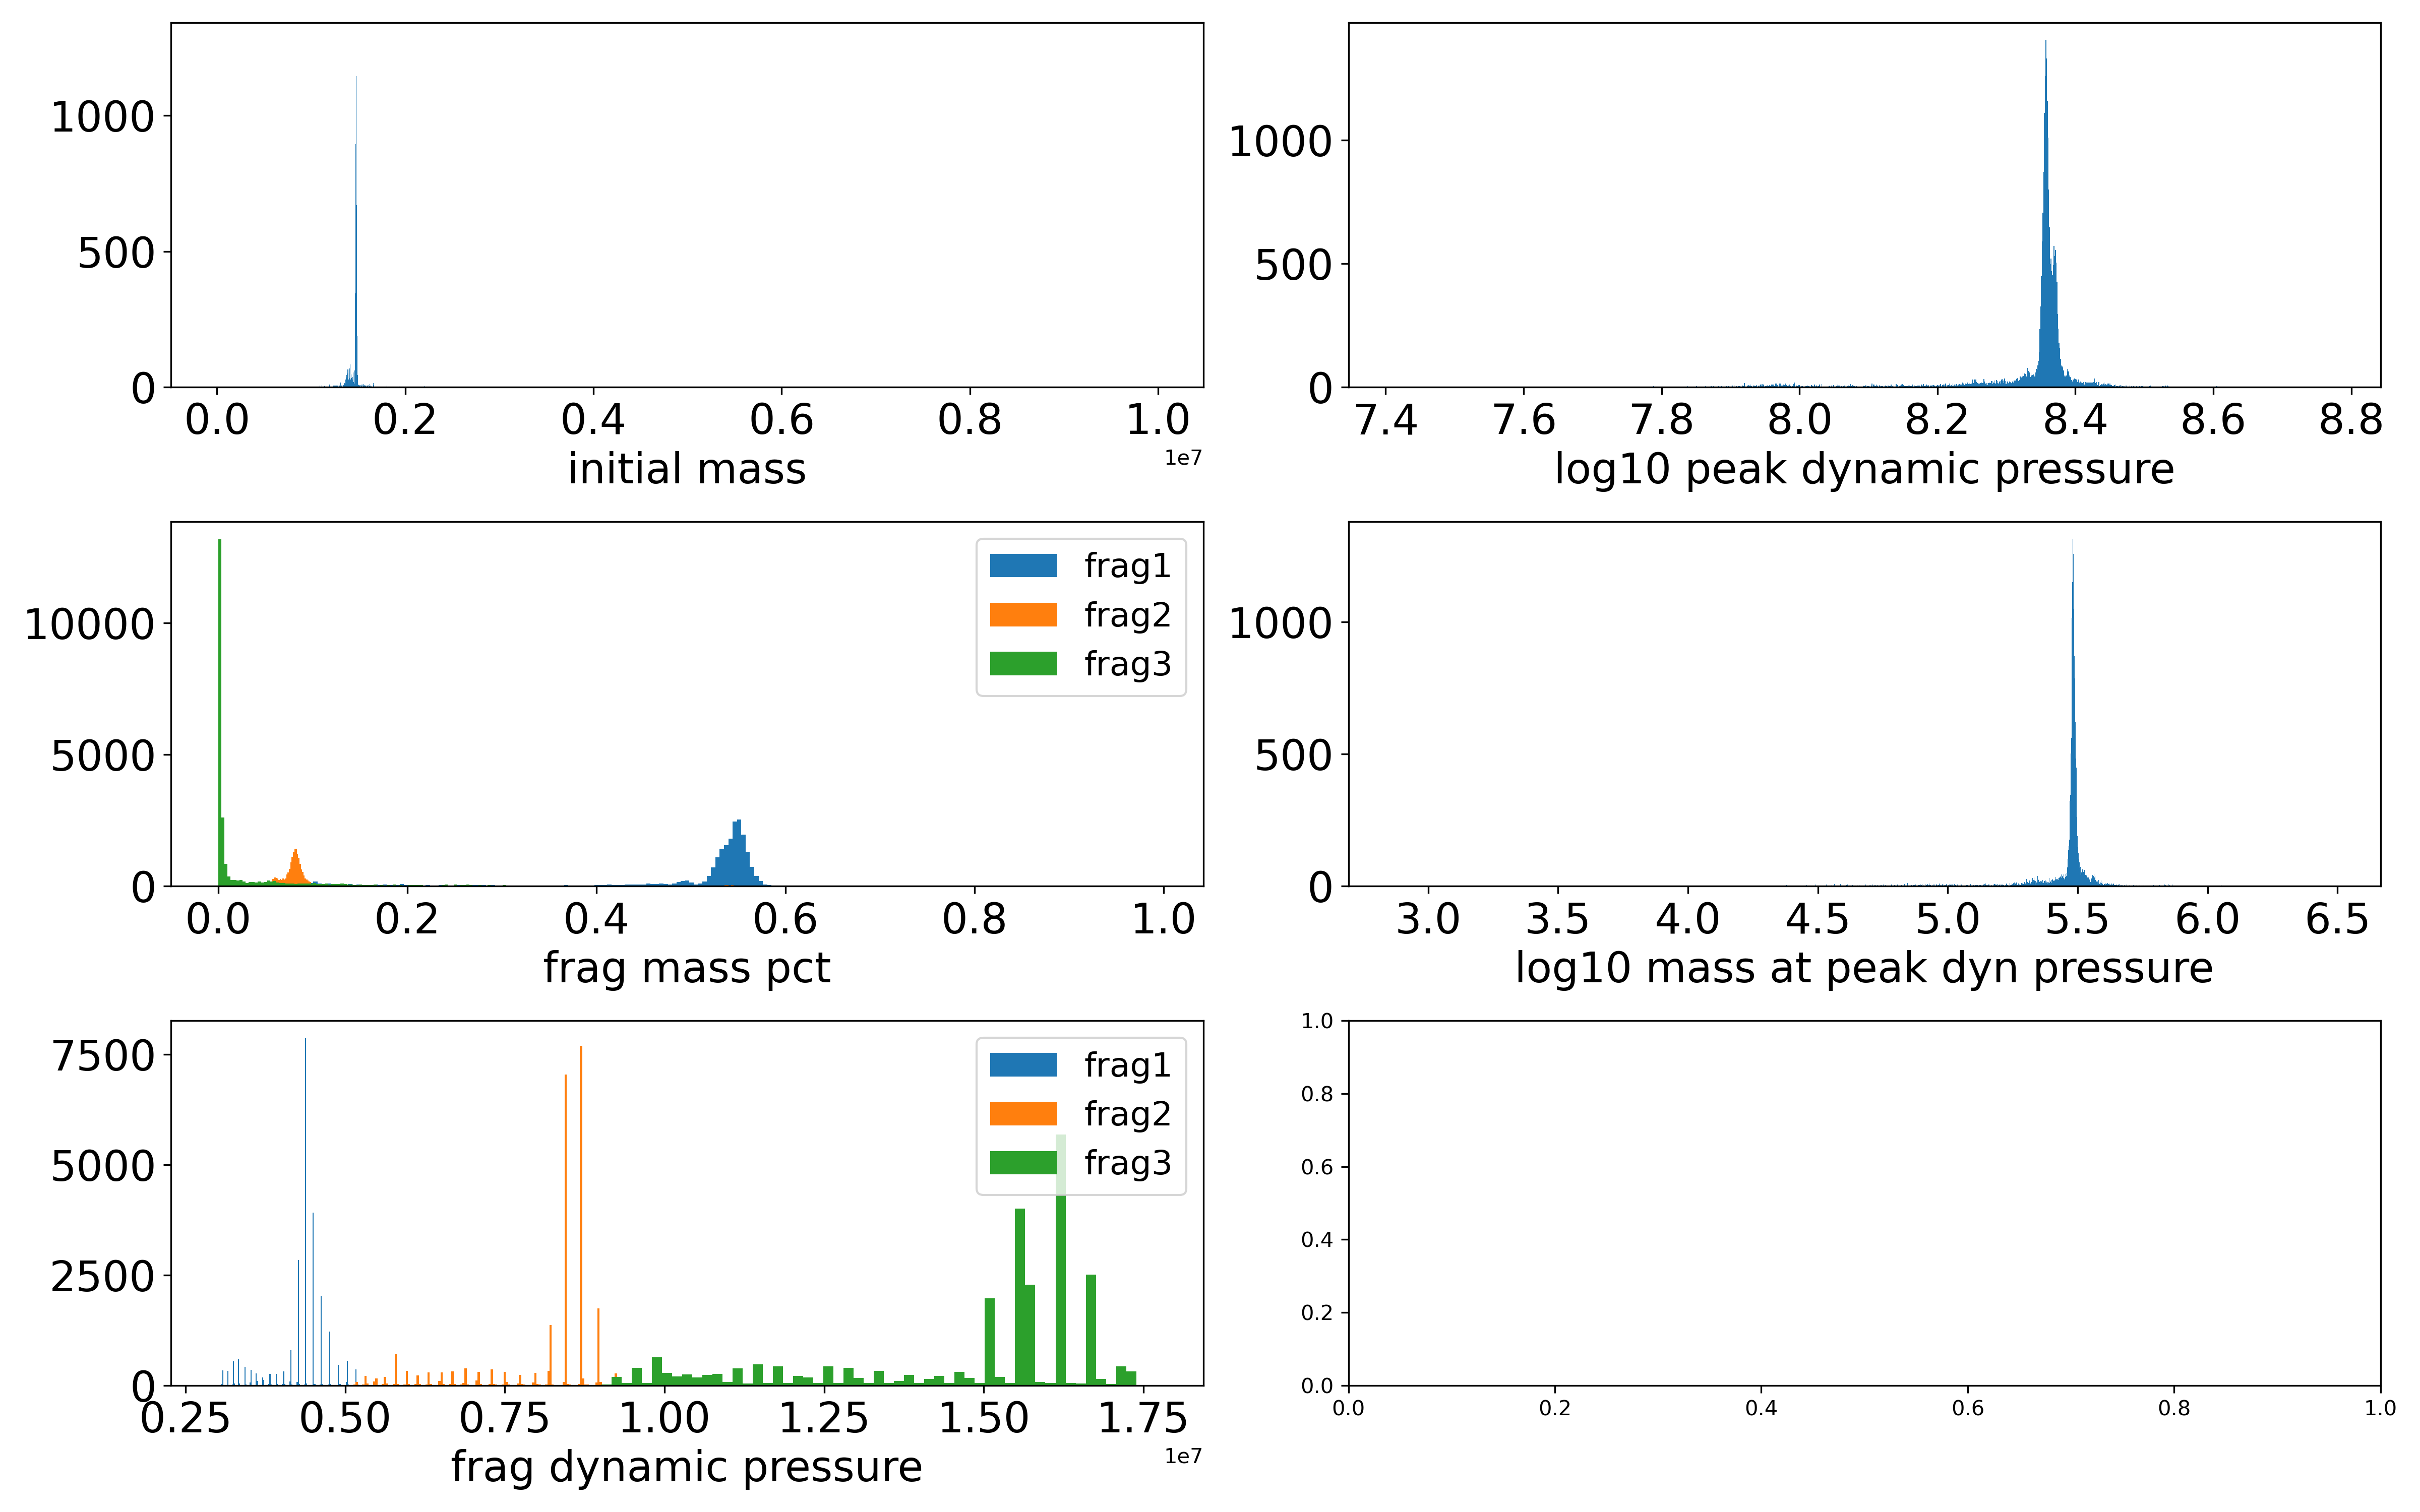 1000
500
0
0.0 0.2 0.4 0.6 0.8 1.0
1e7
initial mass
1000
500
0
7.4 7.6 7.8 8.0 8.2 8.4 8.6 8.8
log10 peak dynamic pressure
10000
5000
0
frag1
frag2
frag3
0.0 0.2 0.4 0.6 0.8 1.0
frag mass pct
1000
500
0
3.0 3.5 4.0 4.5 5.0 5.5 6.0 6.5
log10 mass at peak dyn pressure
7500
5000
2500
0
frag1
frag2
frag3
0.25 0.50 0.75 1.00 1.25 1.50 1.75
1e7
frag dynamic pressure
1.0
0.8
0.6
0.4
0.2
0.0
0.0 0.2 0.4 0.6 0.8 1.0